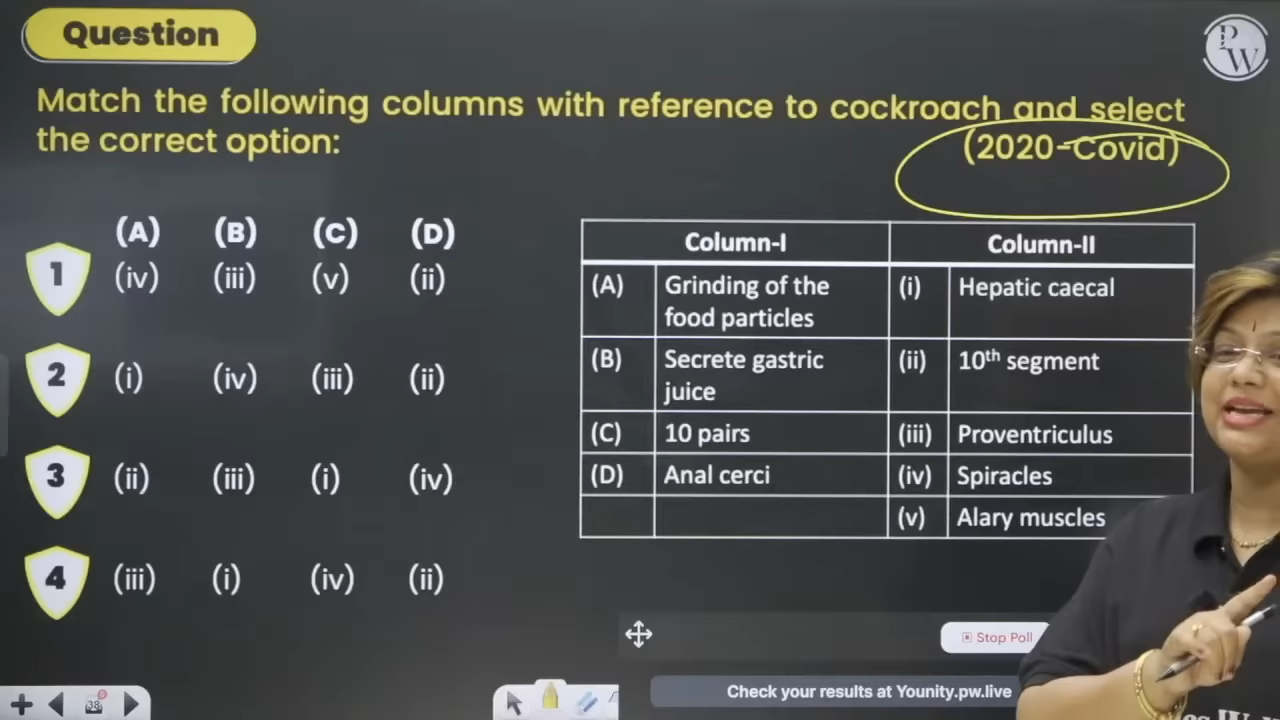 Question
PW
Match the following columns with reference to cockroach and select
the correct option:
(2020-Covid)
(A) (B) (C) (D)
1 (iv) (iii) (v) (ii)
2 (i) (iv) (iii) (ii)
3 (ii) (iii) (i) (iv)
4 (iii) (i) (iv) (ii)
Column-I Column-II
(A) Grinding of the
food particles
(i) Hepatic caecal
(B) Secrete gastric
juice
(ii) 10th segment
(C) 10 pairs (iii) Proventriculus
(D) Anal cerci (iv) Spiracles
(v) Alary muscles
Stop Poll
Check your results at Younity.pw.live
38